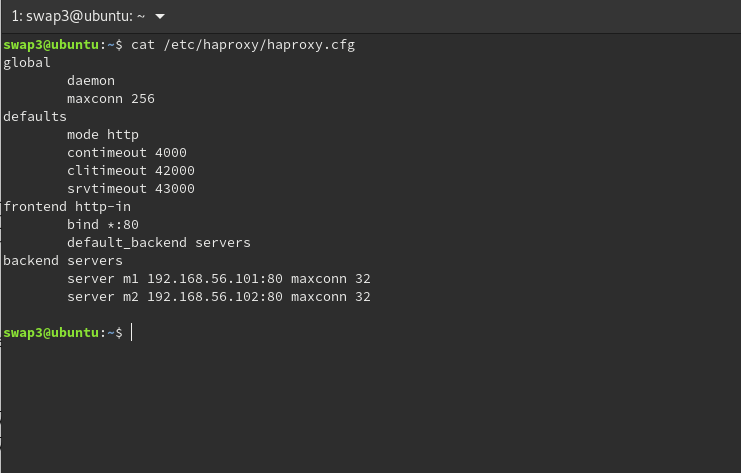 1: swap3@ubuntu: ~
swap3@ubuntu:~$ cat /etc/haproxy/haproxy.cfg
global
        daemon
        maxconn 256
defaults
        mode http
        contimeout 4000
        clitimeout 42000
        srvtimeout 43000
frontend http-in
        bind *:80
        default_backend servers
backend servers
        server m1 192.168.56.101:80 maxconn 32
        server m2 192.168.56.102:80 maxconn 32
swap3@ubuntu:~$